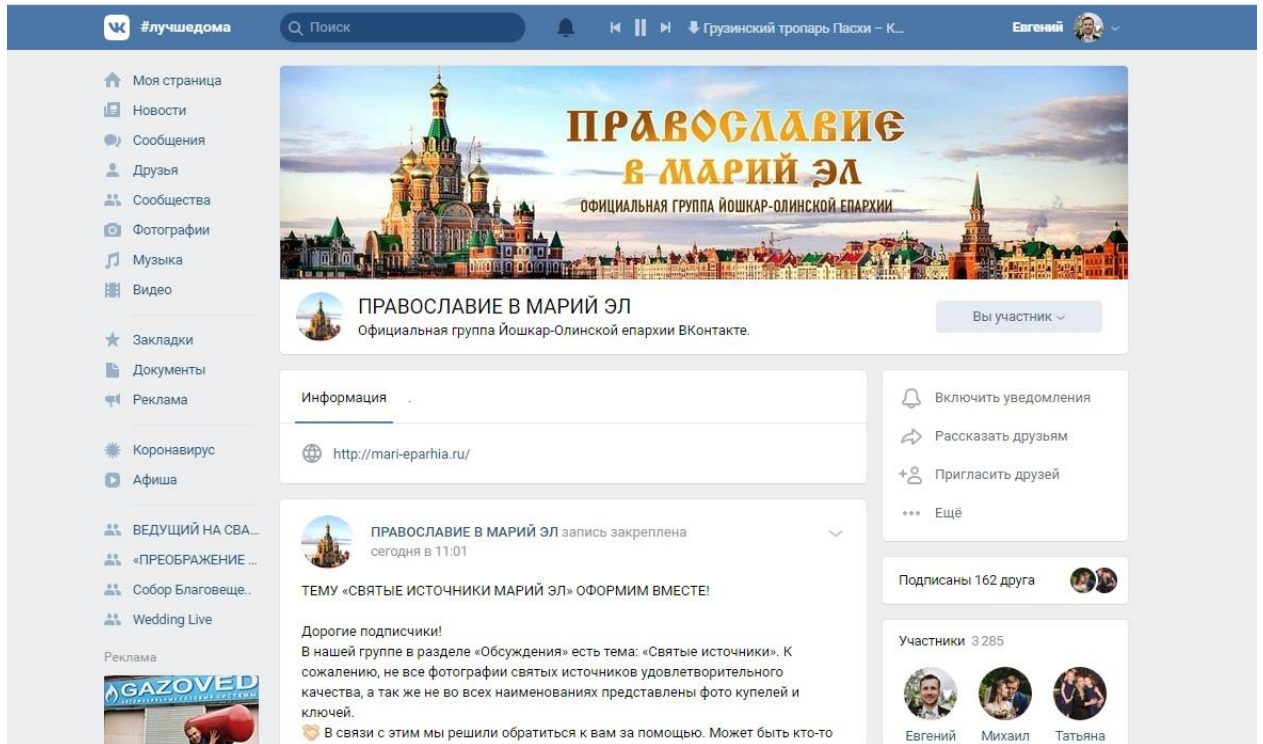 #лучшедома
Поиск
Грузинский тропарь Пасхи – К...
Евгений
Моя страница
Новости
Сообщения
Друзья
Сообщества
Фотографии
Музыка
Видео
Закладки
Документы
Реклама
Коронавирус
Афиша
ВЕДУЩИЙ НА СВА...
«ПРЕОБРАЖЕНИЕ ...
Собор Благовеще..
Wedding Live
Реклама
GAZOVED
АВТОМОБИЛЬНЫЕ ГАЗОВЫЕ СИСТЕМЫ
ПРАВОСЛАВИЕ
В МАРИЙ ЭЛ
ОФИЦИАЛЬНАЯ ГРУППА ЙОШКАР-ОЛИНСКОЙ ЕПАРХИИ
ПРАВОСЛАВИЕ В МАРИЙ ЭЛ
Официальная группа Йошкар-Олинской епархии ВКонтакте.
Вы участник
Информация .
http://mari-eparhia.ru/
ПРАВОСЛАВИЕ В МАРИЙ ЭЛ запись закреплена
сегодня в 11:01
ТЕМУ «СВЯТЫЕ ИСТОЧНИКИ МАРИЙ ЭЛ» ОФОРМИМ ВМЕСТЕ!
Дорогие подписчики!
В нашей группе в разделе «Обсуждения» есть тема: «Святые источники». К
сожалению, не все фотографии святых источников удовлетворительного
качества, а так же не во всех наименованиях представлены фото купелей и
ключей.
В связи с этим мы решили обратиться к вам за помощью. Может быть кто-то
Включить уведомления
Рассказать друзьям
Пригласить друзей
Ещё
Подписаны 162 друга
Участники 3 285
Евгений
Михаил
Татьяна